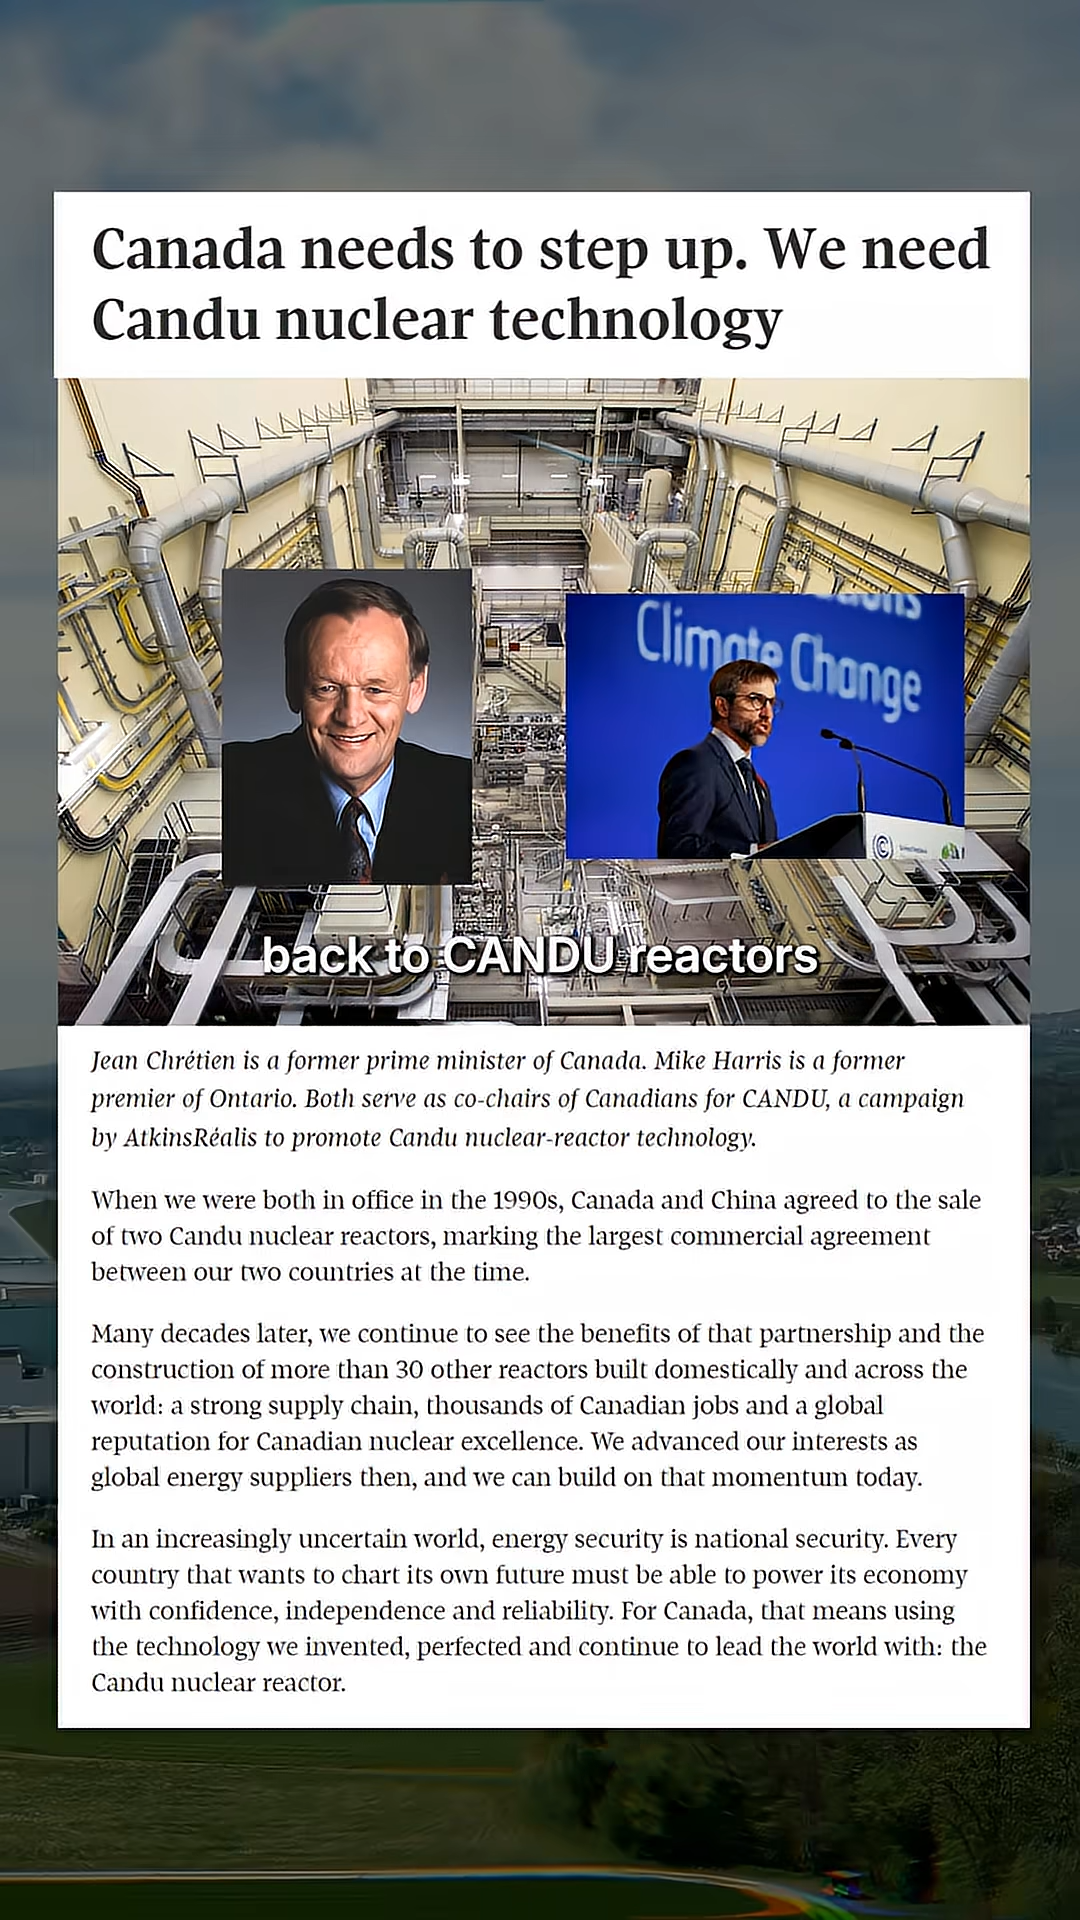 Canada needs to step up. We need
Candu nuclear technology
Climate Change
back to CANDU reactors
Jean Chrétien is a former prime minister of Canada. Mike Harris is a former
premier of Ontario. Both serve as co-chairs of Canadians for CANDU, a campaign
by AtkinsRéalis to promote Candu nuclear-reactor technology.
When we were both in office in the 1990s, Canada and China agreed to the sale
of two Candu nuclear reactors, marking the largest commercial agreement
between our two countries at the time.
Many decades later, we continue to see the benefits of that partnership and the
construction of more than 30 other reactors built domestically and across the
world: a strong supply chain, thousands of Canadian jobs and a global
reputation for Canadian nuclear excellence. We advanced our interests as
global energy suppliers then, and we can build on that momentum today.
In an increasingly uncertain world, energy security is national security. Every
country that wants to chart its own future must be able to power its economy
with confidence, independence and reliability. For Canada, that means using
the technology we invented, perfected and continue to lead the world with: the
Candu nuclear reactor.